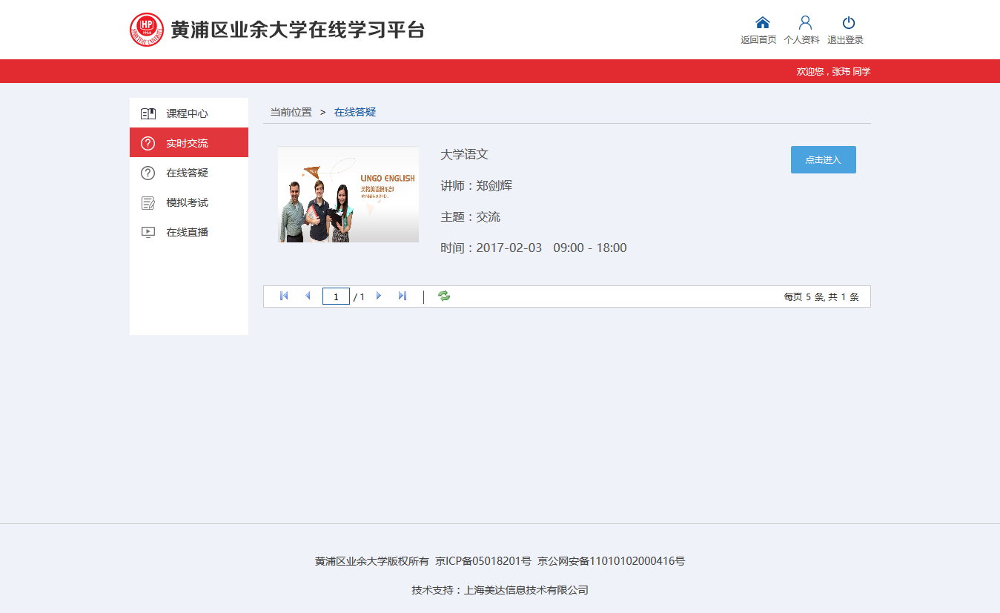 黄浦区业余大学在线学习平台
HP
1958
返回首页 个人资料 退出登录
欢迎您，张玮 同学
课程中心
实时交流
在线答疑
模拟考试
在线直播
当前位置 > 在线答疑
LINGO ENGLISH
灵格英语俱乐部
大学语文
点击进入
讲师：郑剑辉
主题：交流
时间：2017-02-03 09:00 - 18:00
1 / 1
每页 5 条, 共 1 条
黄浦区业余大学版权所有 京ICP备05018201号 京公网安备11010102000416号
技术支持：上海美达信息技术有限公司